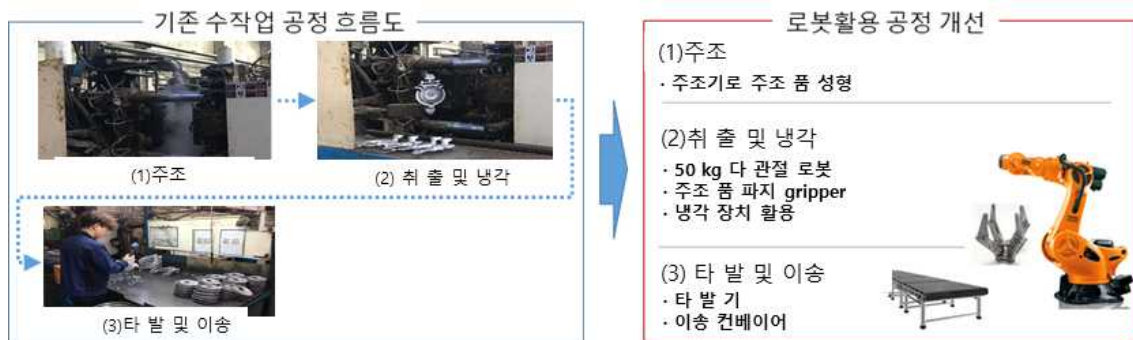 기존 수작업 공정 흐름도
(1)주조
(2) 취 출 및 냉각
(3)타 발 및 이송
로봇활용 공정 개선
(1)주조
· 주조기로 주조 품 성형
(2)취 출 및 냉각
· 50 kg 다 관절 로봇
· 주조 품 파지 gripper
· 냉각 장치 활용
(3) 타 발 및 이송
· 타 발 기
· 이송 컨베이어